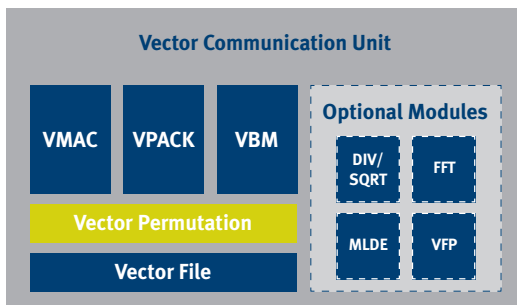 Vector Communication Unit
VMAC
VPACK
VBM
Vector Permutation
Vector File
Optional Modules
DIV/
SQRT
FFT
MLDE
VFP